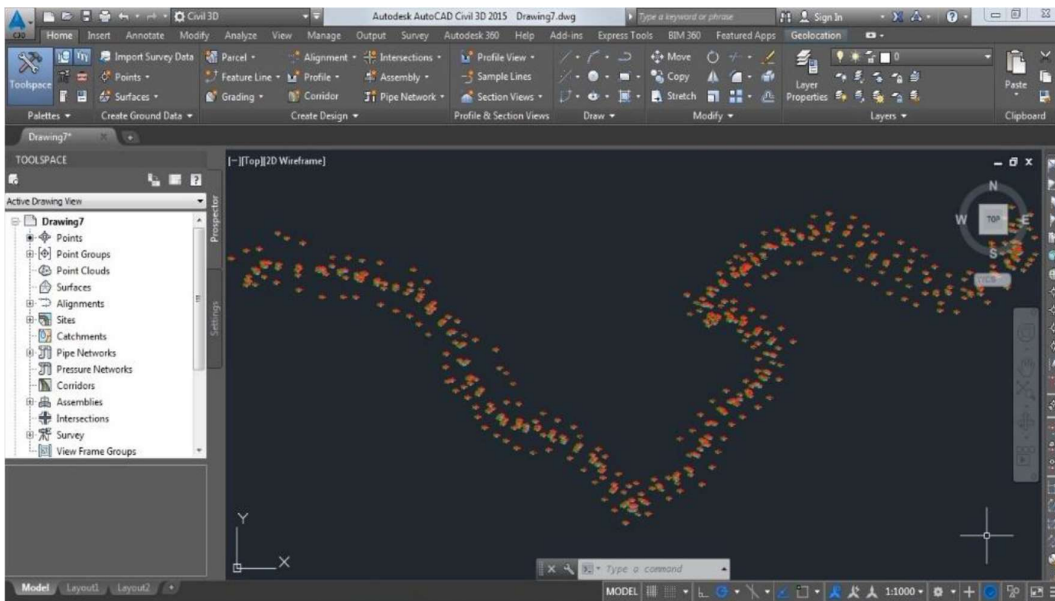 Civil 3D Autodesk AutoCAD Civil 3D 2015 Drawing7.dwg Type a keyword or phrase Sign In
C3D Home Insert Annotate Modify Analyze View Manage Output Survey Autodesk 360 Help Add-ins Express Tools BIM 360 Featured Apps Geolocation
Import Survey Data Parcel Alignment Intersections Profile View Move 0
Toolspace Points Feature Line Profile Assembly Sample Lines Copy Layer Properties Paste
Surfaces Grading Corridor Pipe Network Section Views Stretch
Palettes Create Ground Data Create Design Profile & Section Views Draw Modify Layers Clipboard
Drawing7*
TOOLSPACE
[–][Top][2D Wireframe]
Active Drawing View
Prospector
Settings
Drawing7
Points
Point Groups
Point Clouds
Surfaces
Alignments
Sites
Catchments
Pipe Networks
Pressure Networks
Corridors
Assemblies
Intersections
Survey
View Frame Groups
N
W TOP E
S
WCS
Y
X
Type a command
Model Layout1 Layout2 +
MODEL 1:1000